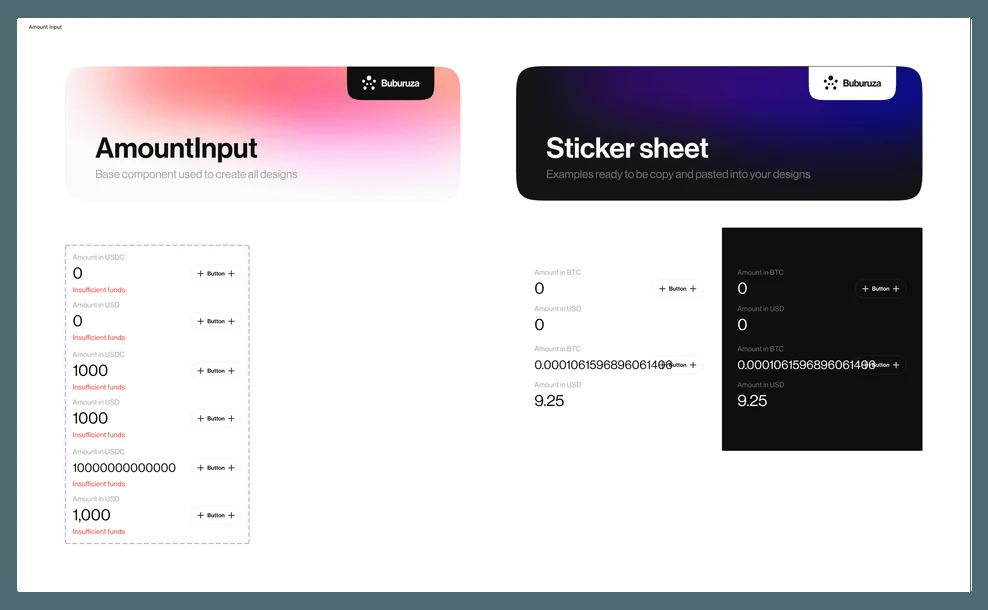 Amount Input
Buburuza
AmountInput
Base component used to create all designs
Buburuza
Sticker sheet
Examples ready to be copy and pasted into your designs
Amount in USDC
0
Button
Insufficient funds
Amount in USD
0
Button
Insufficient funds
Amount in USDC
1000
Button
Insufficient funds
Amount in USD
1000
Button
Insufficient funds
Amount in USDC
10000000000000
Button
Insufficient funds
Amount in USD
1,000
Button
Insufficient funds
Amount in BTC
0
Button
Amount in USD
0
Amount in BTC
Button
Amount in USD
9.25
Amount in BTC
0
Button
Amount in USD
0
Amount in BTC
Button
Amount in USD
9.25